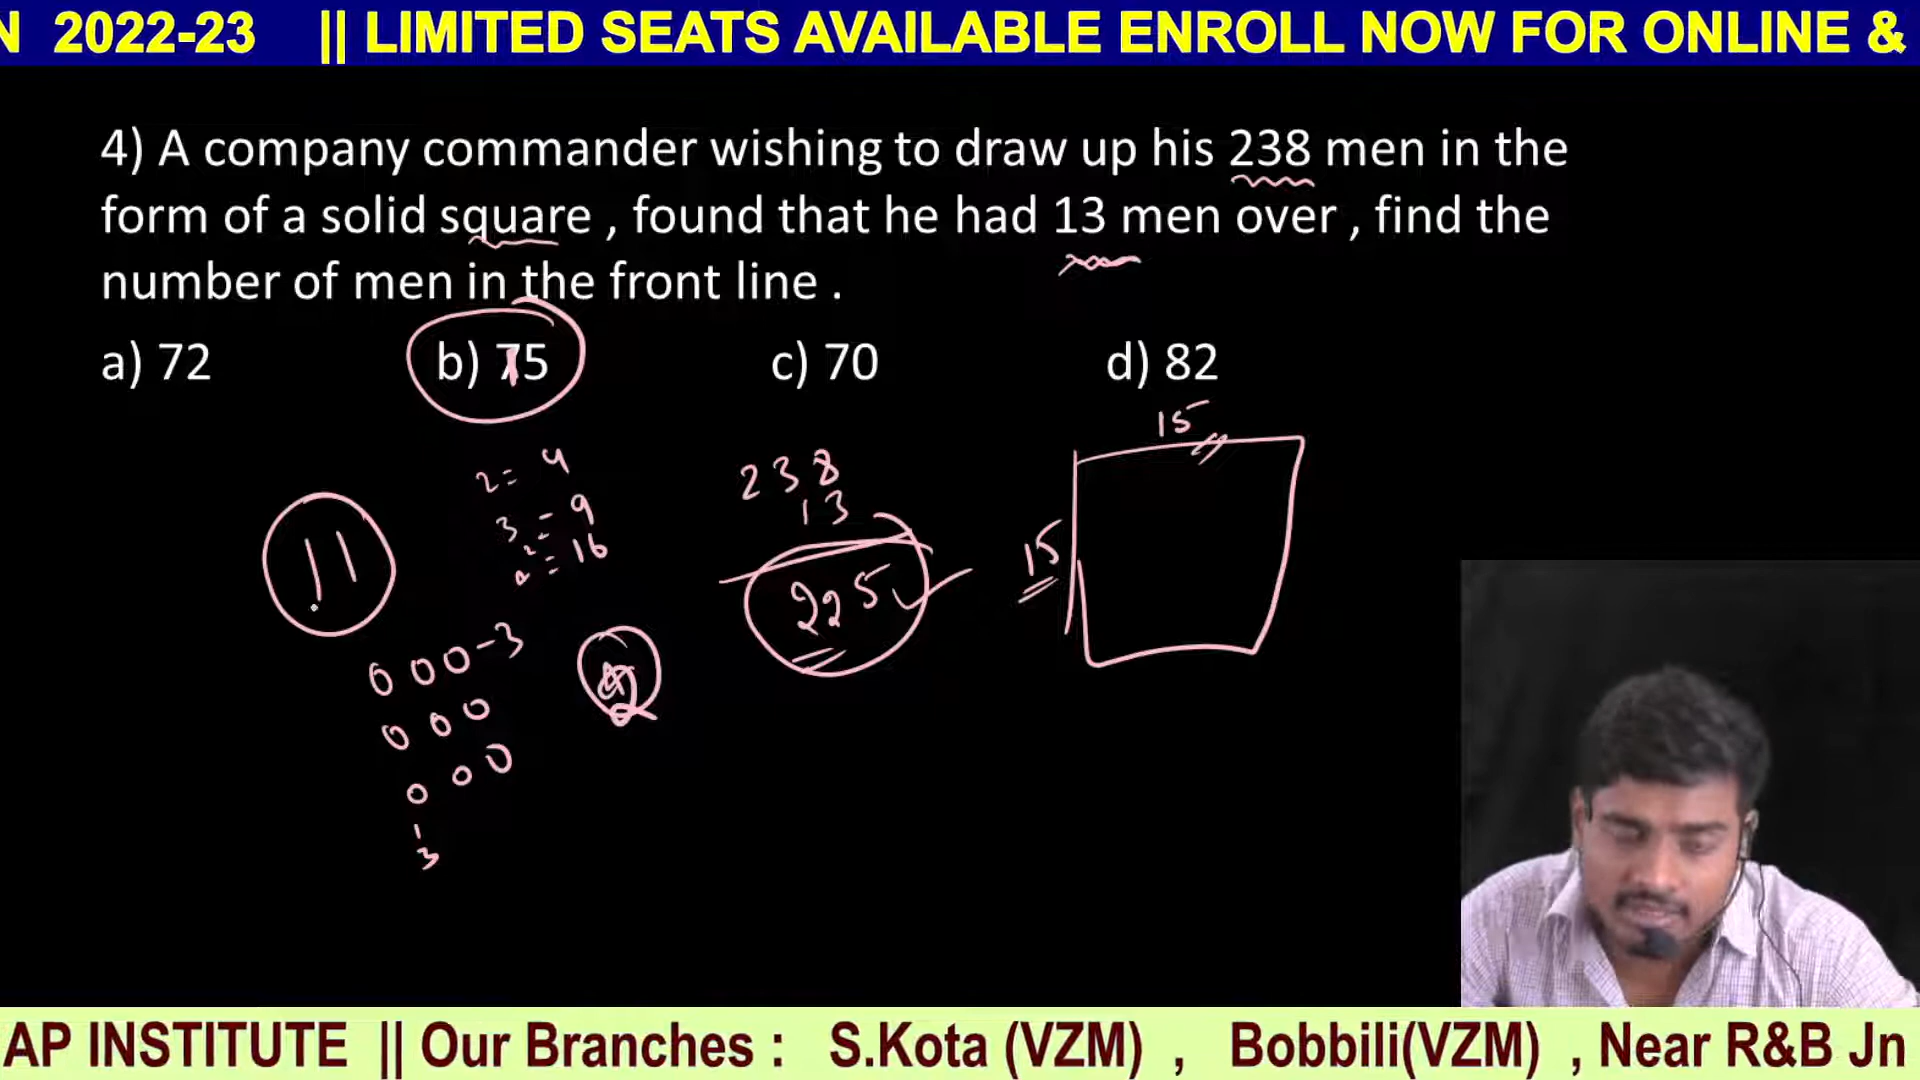 N 2022-23 || LIMITED SEATS AVAILABLE ENROLL NOW FOR ONLINE &
4) A company commander wishing to draw up his 238 men in the
form of a solid square , found that he had 13 men over , find the
number of men in the front line .
a) 72 b) 75 c) 70 d) 82
15
2 = 4
3 = 9
= 16
238
13
225
15
11
000-3
000
000
3
AP INSTITUTE || Our Branches : S.Kota (VZM) , Bobbili(VZM) , Near R&B Jn